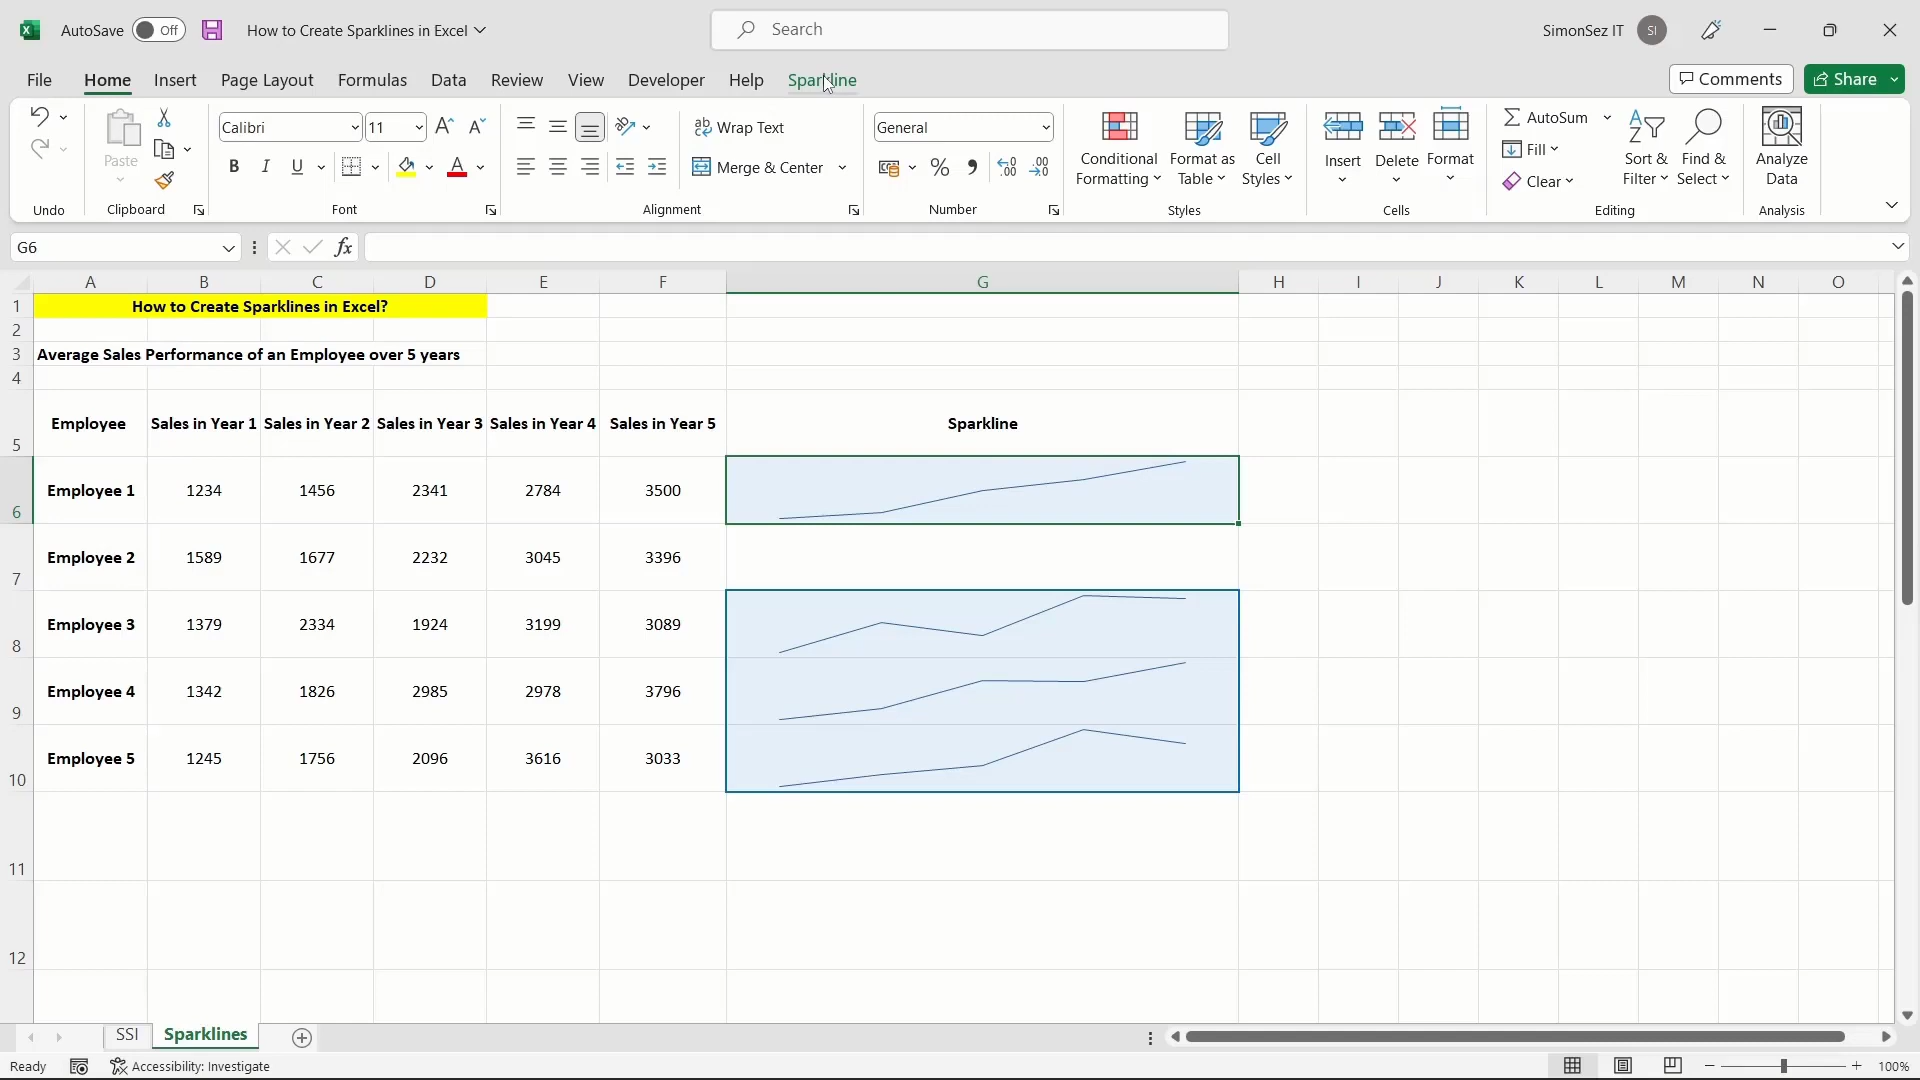 AutoSave Off How to Create Sparklines in Excel Search SimonSez IT SI
File Home Insert Page Layout Formulas Data Review View Developer Help Sparkline Comments Share
Calibri 11 Wrap Text General AutoSum
Paste B I U Merge & Center % Conditional Formatting Format as Table Cell Styles Insert Delete Format Fill Clear Sort & Filter Find & Select Analyze Data
Undo Clipboard Font Alignment Number Styles Cells Editing Analysis
G6 fx
A B C D E F G H I J K L M N O
1 How to Create Sparklines in Excel?
2
3 Average Sales Performance of an Employee over 5 years
4
5 Employee Sales in Year 1 Sales in Year 2 Sales in Year 3 Sales in Year 4 Sales in Year 5 Sparkline
6 Employee 1 1234 1456 2341 2784 3500
7 Employee 2 1589 1677 2232 3045 3396
8 Employee 3 1379 2334 1924 3199 3089
9 Employee 4 1342 1826 2985 2978 3796
10 Employee 5 1245 1756 2096 3616 3033
11
12
SSI Sparklines
Ready Accessibility: Investigate 100%